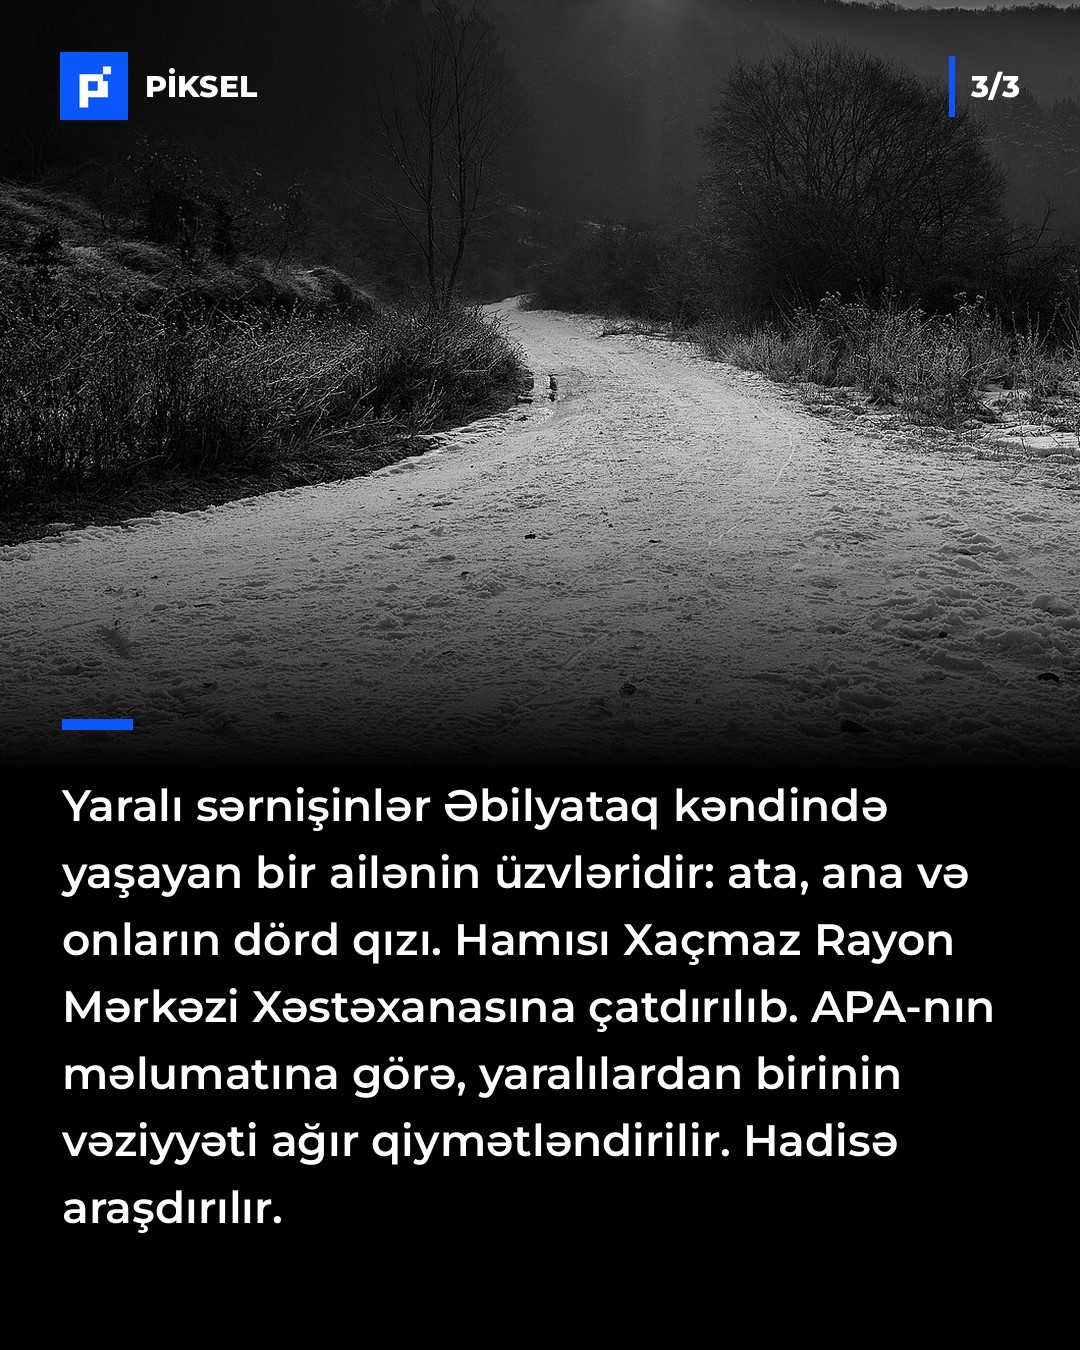 PİKSEL
3/3
Yaralı sərnişinlər Əbilyataq kəndində
yaşayan bir ailənin üzvləridir: ata, ana və
onların dörd qızı. Hamısı Xaçmaz Rayon
Mərkəzi Xəstəxanasına çatdırılıb. APA-nın
məlumatına görə, yaralılardan birinin
vəziyyəti ağır qiymətləndirilir. Hadisə
araşdırılır.